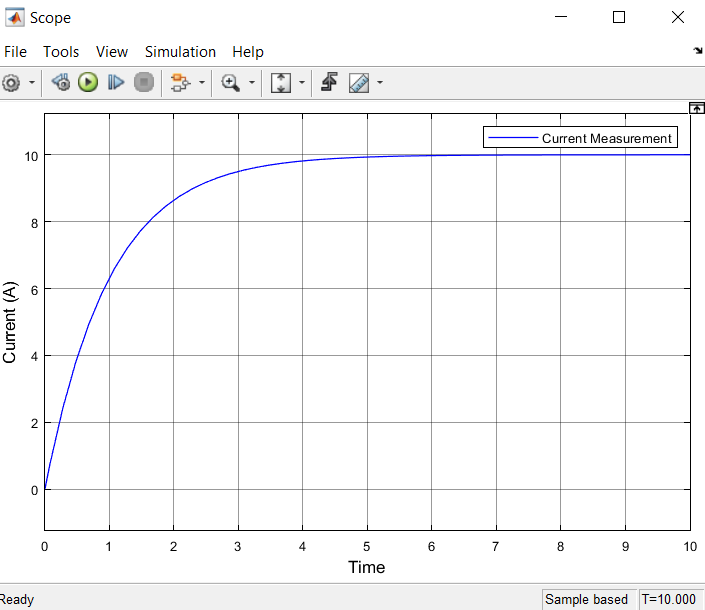 Scope
File Tools View Simulation Help
Current Measurement
10
8
6
4
2
0
Current (A)
0 1 2 3 4 5 6 7 8 9 10
Time
Ready
Sample based T=10.000